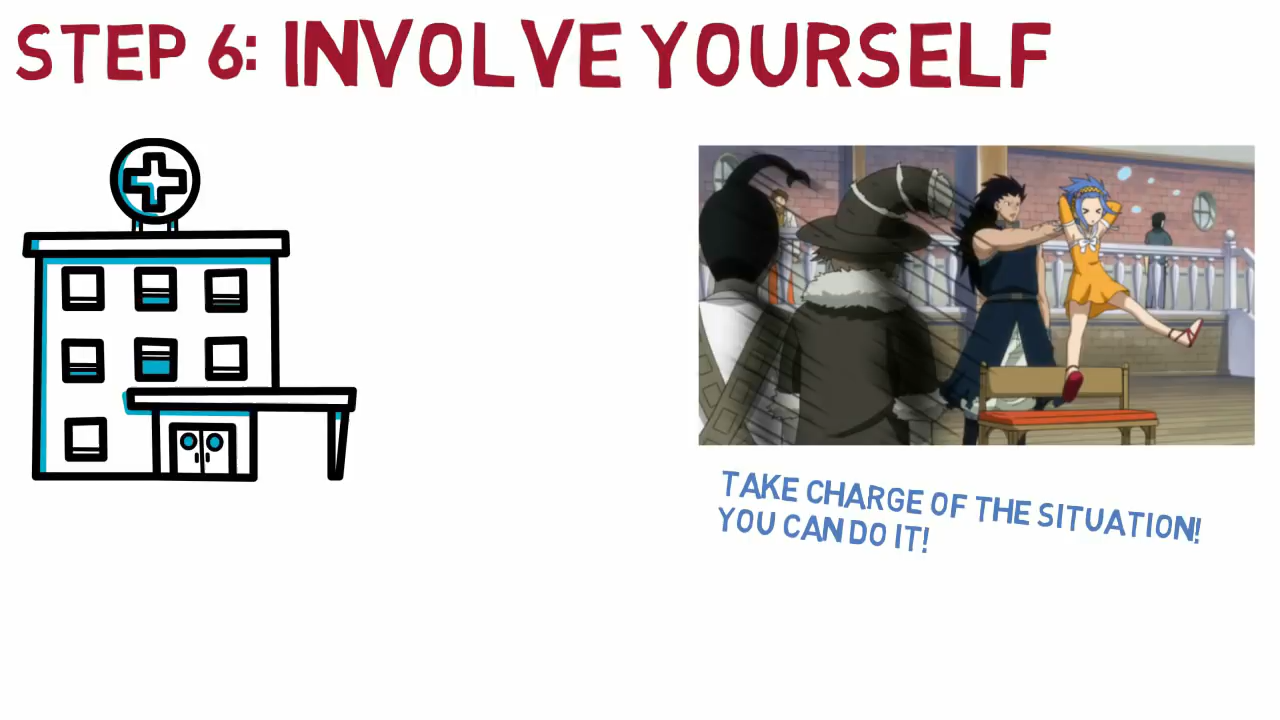 STEP 6: INVOLVE YOURSELF
TAKE CHARGE OF THE SITUATION!
YOU CAN DO IT!